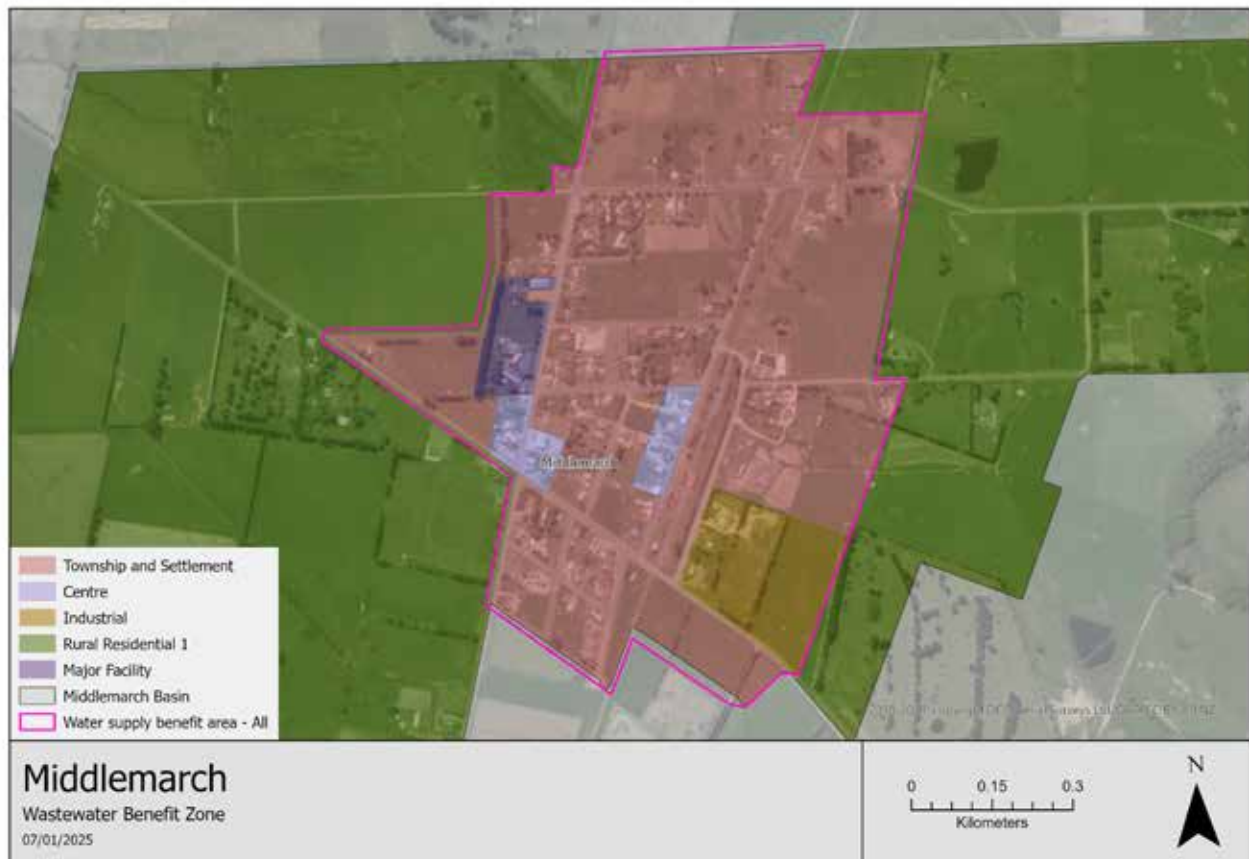 Middlemarch
Township and Settlement
Centre
Industrial
Rural Residential 1
Major Facility
Middlemarch Basin
Water supply benefit area - All
Middlemarch
Wastewater Benefit Zone
07/01/2025
0 0.15 0.3
Kilometers
N